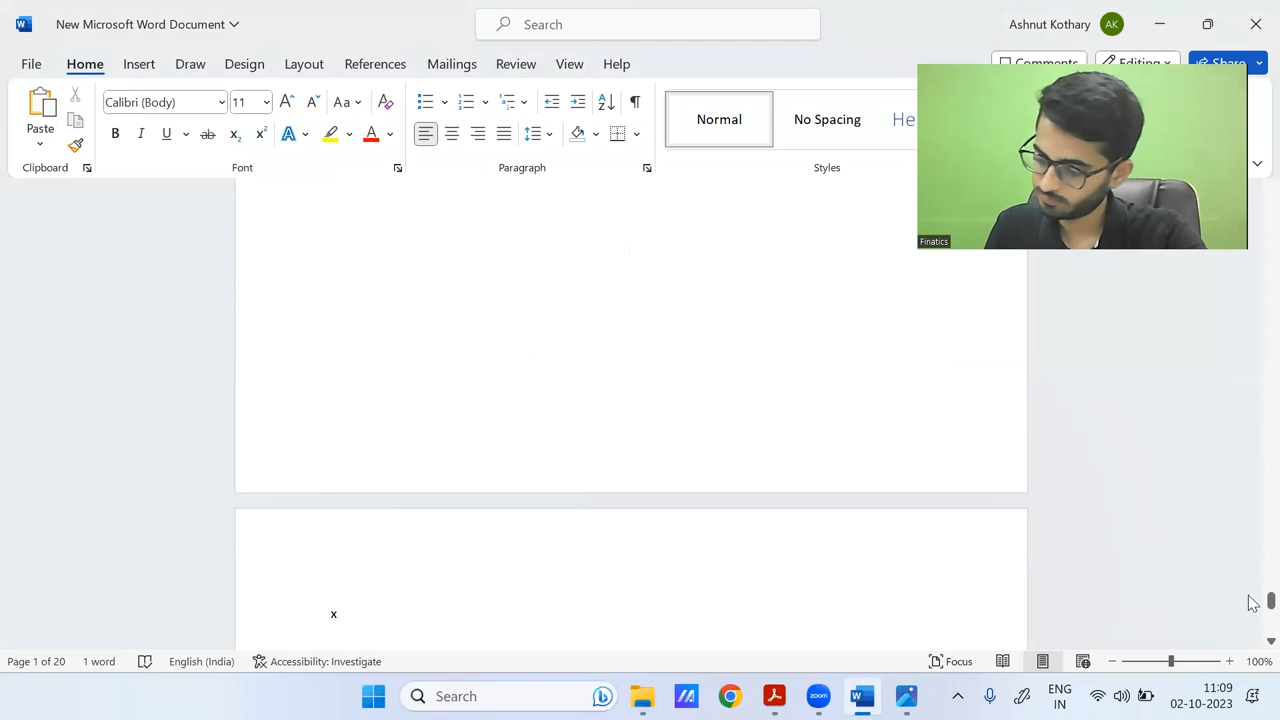 New Microsoft Word Document
Search
Ashnut Kothary AK
File Home Insert Draw Design Layout References Mailings Review View Help
Comments Editing Share
Paste
Calibri (Body) 11 Aa
Normal
No Spacing
He
Clipboard
Font
Paragraph
Styles
Finatics
x
Page 1 of 20 1 word English (India) Accessibility: Investigate Focus 100%
Search
zoom
ENG
IN
11:09
02-10-2023